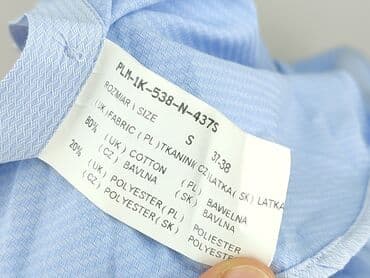 PLM-1K-538-N-437S
ROZMIAR) SIZE S 37-38
(UK)FABRIC (PL)TKANINA(CZ)LATKA(SK) LATKA
80% (UK) COTTON (PL) BAWEŁNA
(CZ) BAVLNA (SK) BAVLNA
20% (UK) POLYESTER(PL) POLIESTER
(CZ) POLYESTER(SK) POLYESTER